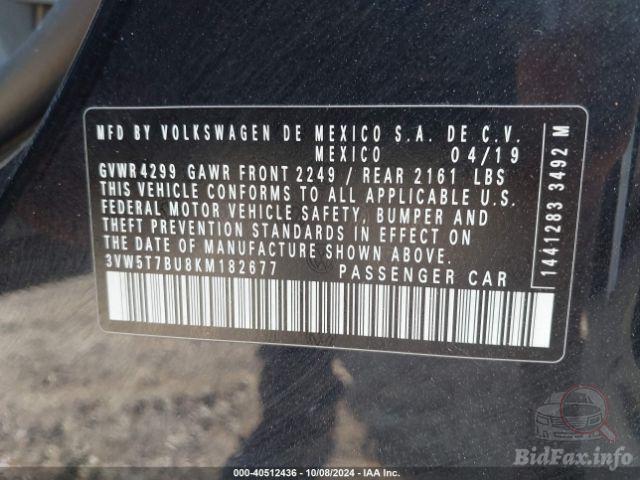 MFD BY VOLKSWAGEN DE MEXICO S.A. DE C.V.
MEXICO 04/19
GVWR 4299 GAWR FRONT 2249 / REAR 2161 LBS
THIS VEHICLE CONFORMS TO ALL APPLICABLE U.S.
FEDERAL MOTOR VEHICLE SAFETY, BUMPER AND
THEFT PREVENTION STANDARDS IN EFFECT ON
THE DATE OF MANUFACTURE SHOWN ABOVE.
3VW5T7BU8KM182677 PASSENGER CAR
1441283 3492 M
000-40512436 - 10/08/2024 - IAA Inc.
BidFax.info